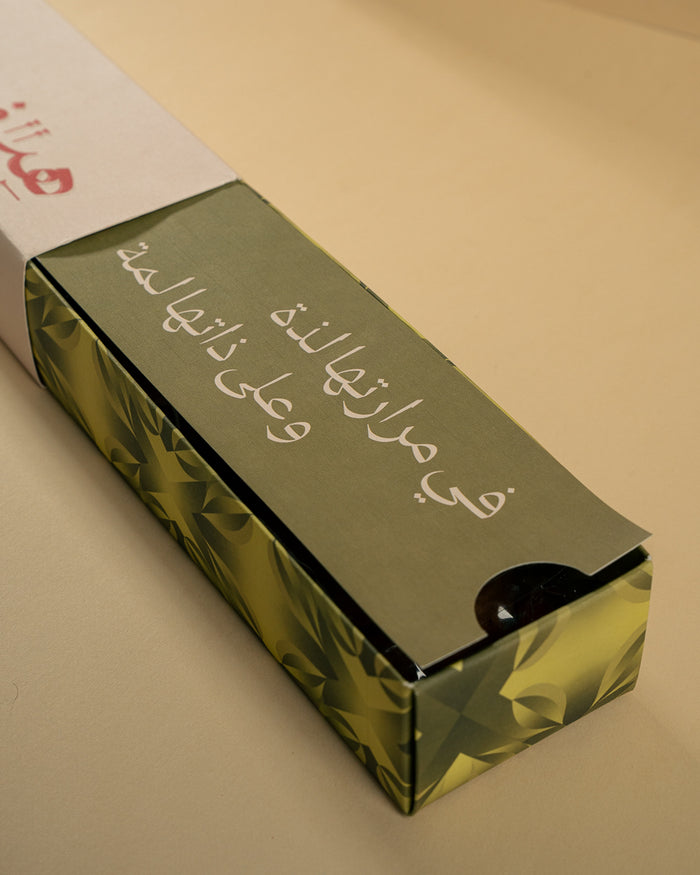 في مرارتها لذة
وعلى ذاتها لمة